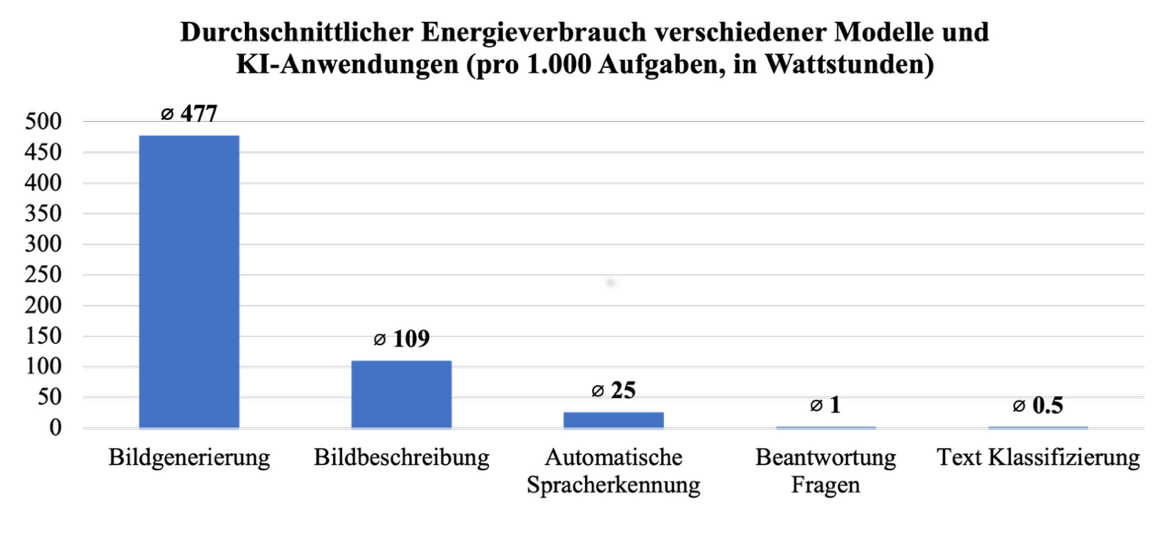 Durchschnittlicher Energieverbrauch verschiedener Modelle und
KI-Anwendungen (pro 1.000 Aufgaben, in Wattstunden)
500
450
400
350
300
250
200
150
100
50
0
⌀ 477
⌀ 109
⌀ 25
⌀ 1
⌀ 0.5
Bildgenerierung
Bildbeschreibung
Automatische
Spracherkennung
Beantwortung
Fragen
Text Klassifizierung